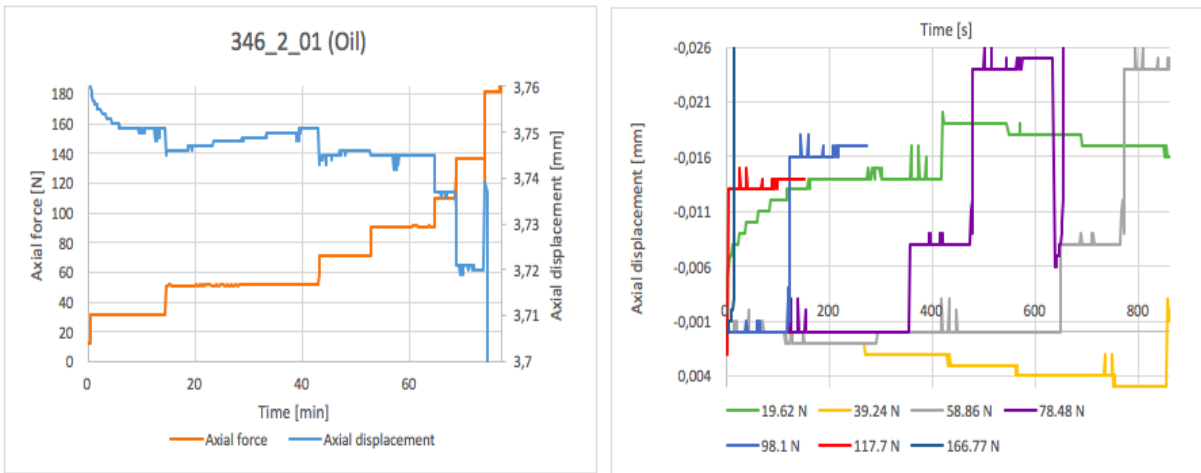 346_2_01 (Oil)
Axial force [N]
180
160
140
120
100
80
60
40
20
0
0 20 40 60
Time [min]
3,76
3,75
3,74
3,73
3,72
3,71
3,7
Axial displacement [mm]
Axial force Axial displacement
Time [s]
Axial displacement [mm]
-0,026
-0,021
-0,016
-0,011
-0,006
-0,001
0,004
0 200 400 600 800
19.62 N 39.24 N 58.86 N 78.48 N
98.1 N 117.7 N 166.77 N